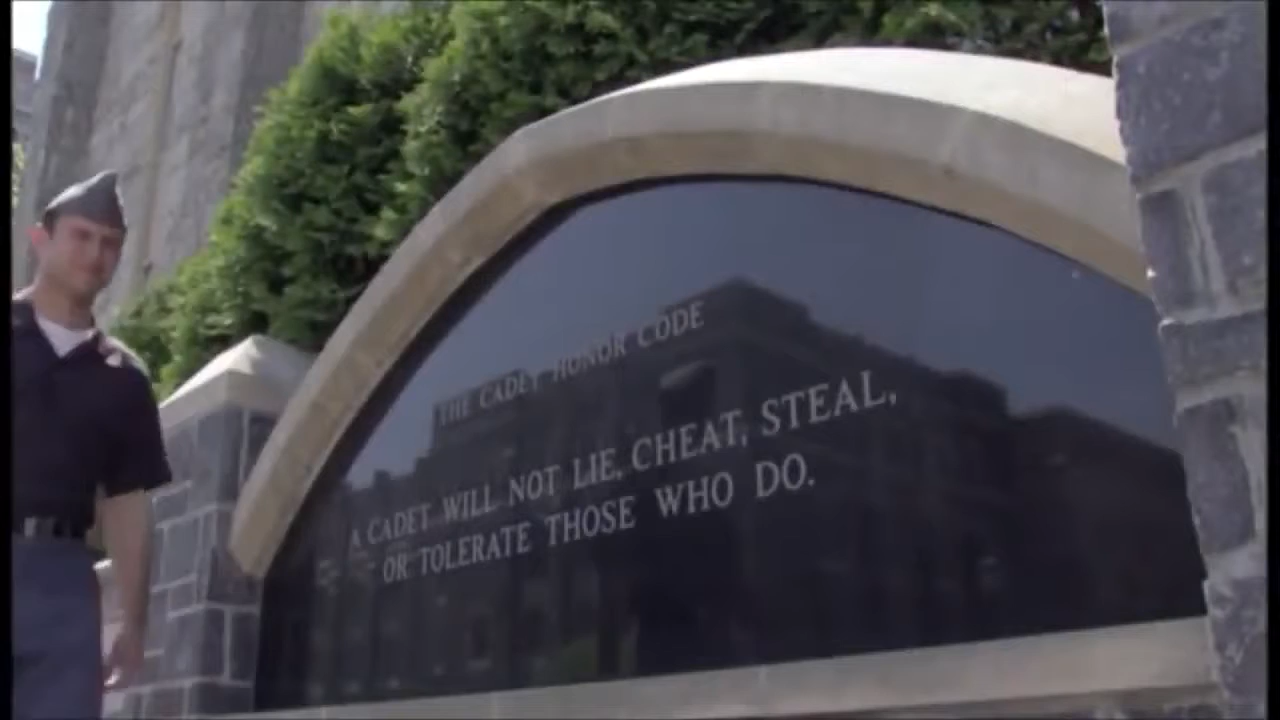 THE CADET HONOR CODE
A CADET WILL NOT LIE, CHEAT, STEAL,
OR TOLERATE THOSE WHO DO.